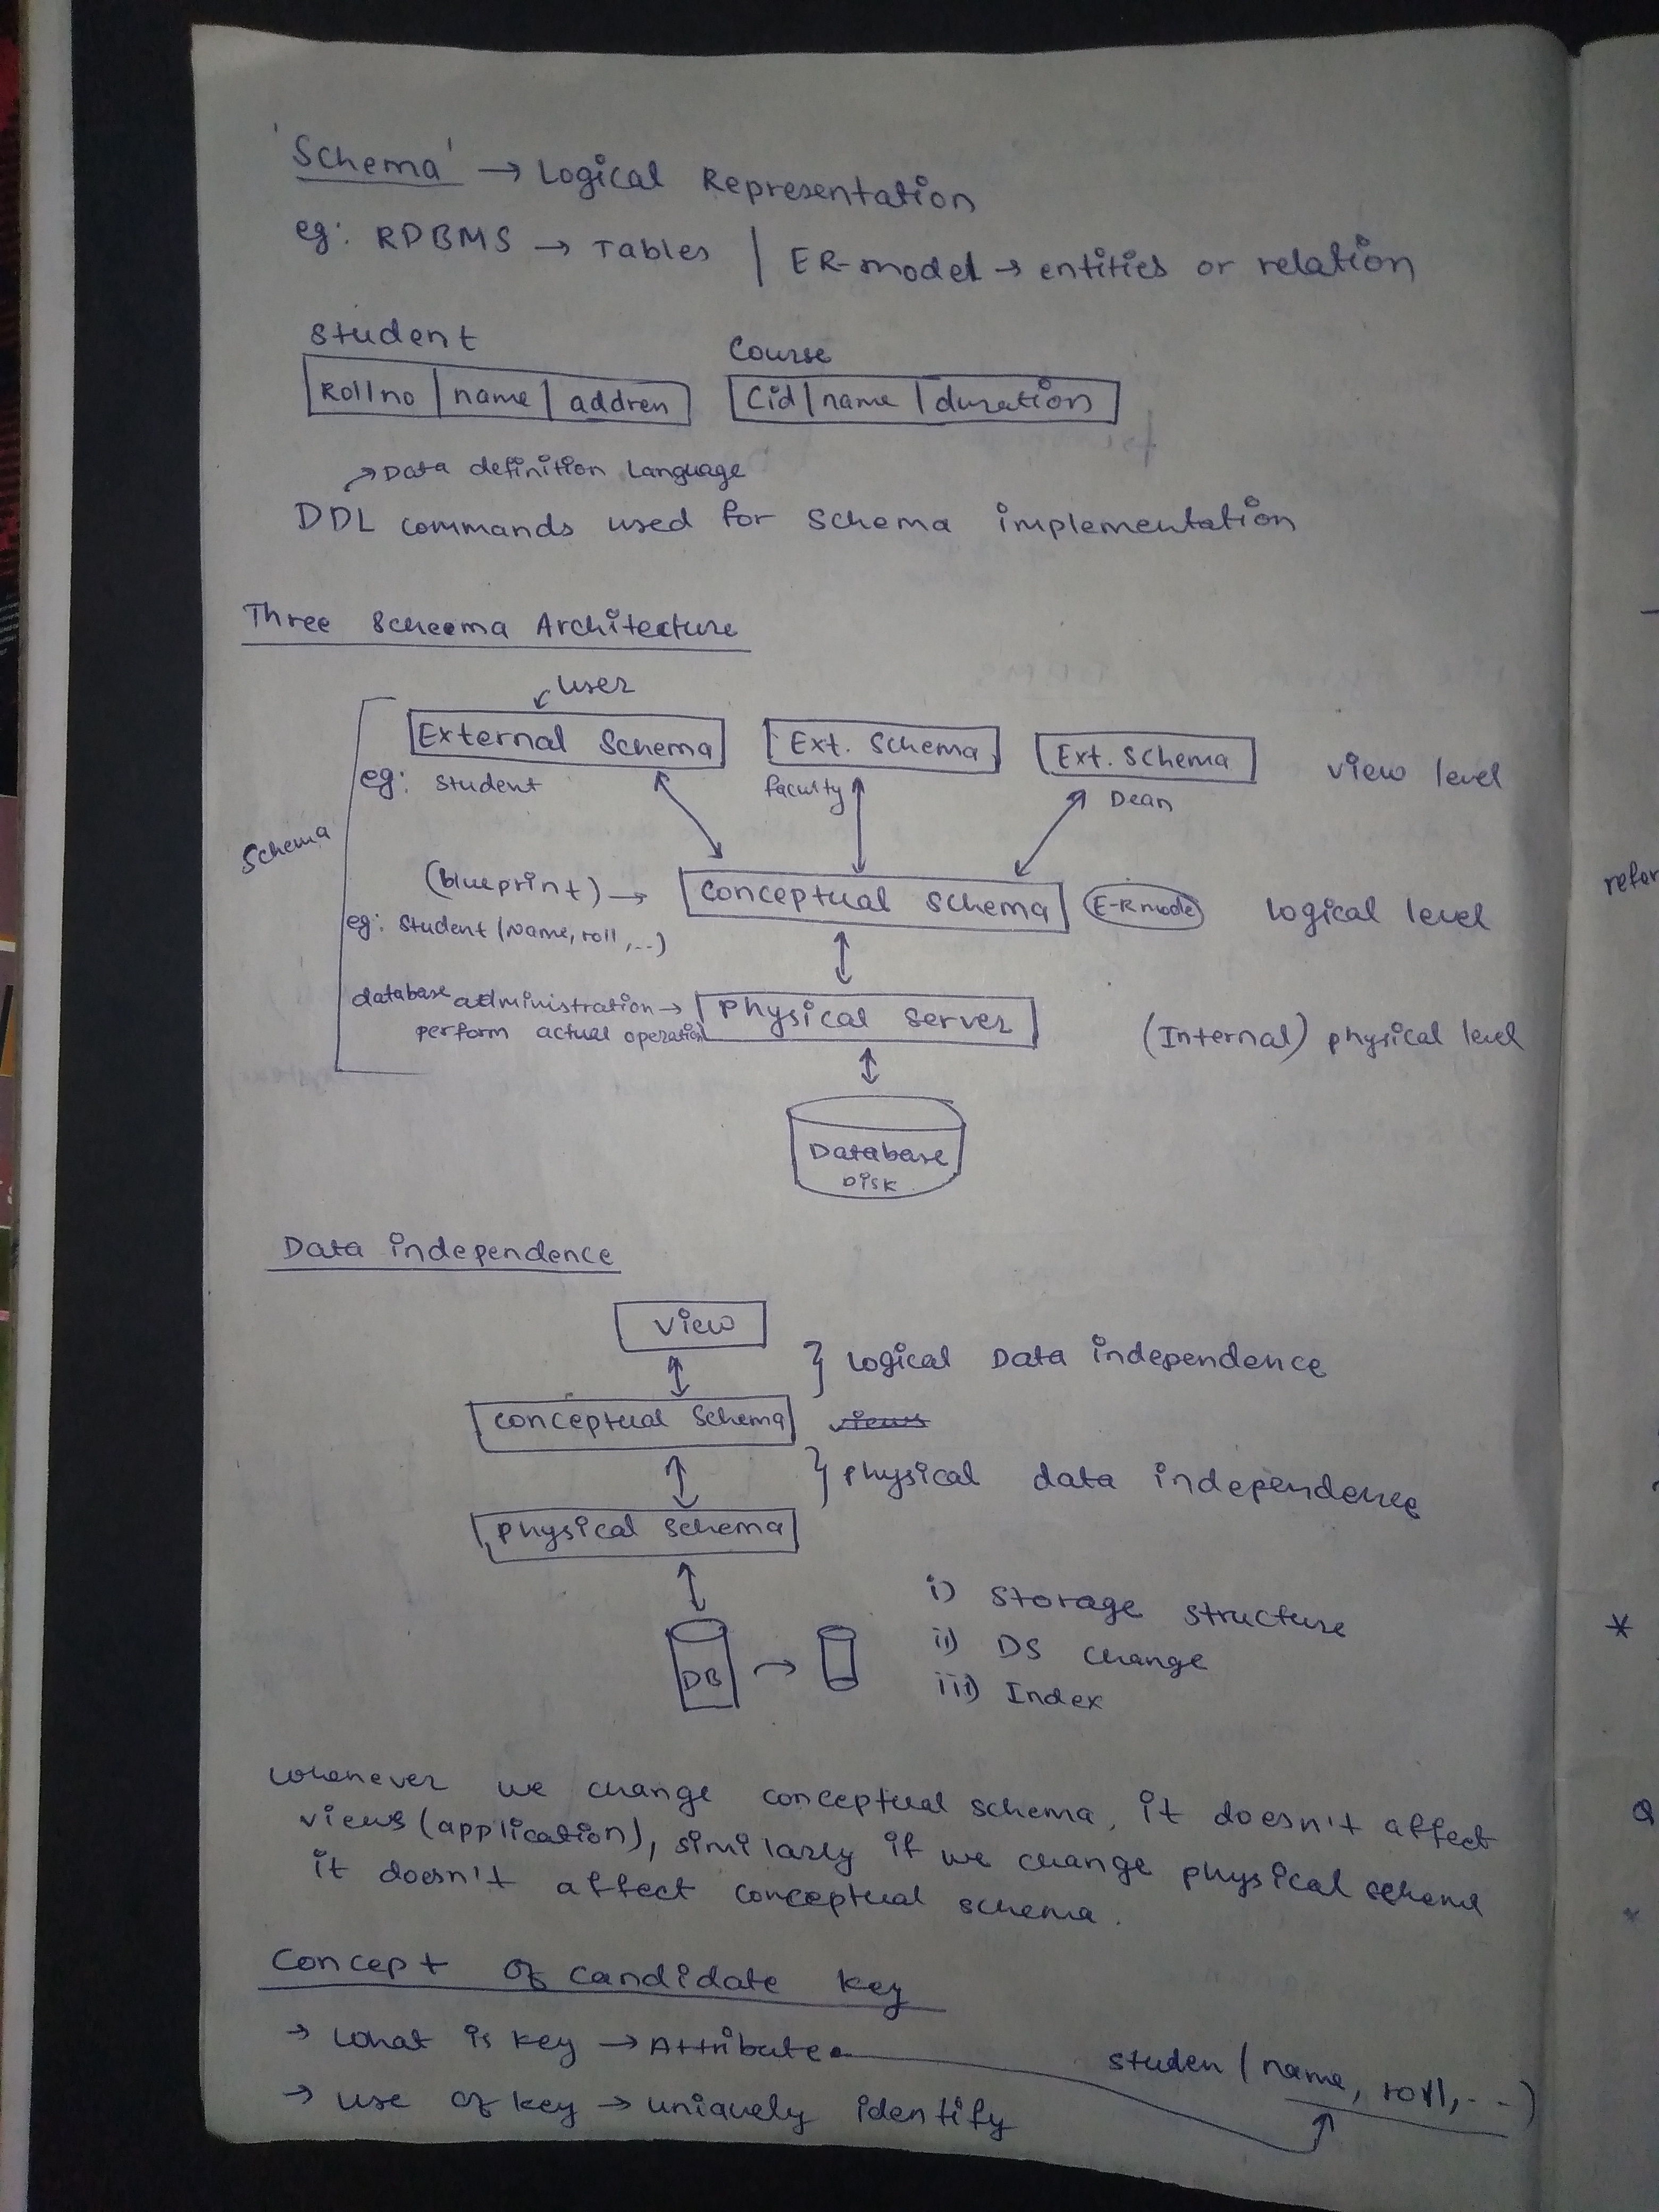 'Schema' → Logical Representation
eg: RDBMS → Tables | ER-model → entities or relation
Student
Rollno | name | address
Course
Cid | name | duration
→ Data definition Language
DDL commands used for schema implementation
Three Scheema Architecture
user
External Schema
Ext. Schema
Ext. Schema
view level
eg: student
faculty
Dean
Schema
(blueprint) →
conceptual schema
E-R mode
logical level
eg: Student (Name, roll, ...)
database administration →
perform actual operation
physical server
(Internal) physical level
Database
Disk
Data independence
view
} Logical Data independence
conceptual schema
views
} physical data independence
physical schema
i) Storage structure
ii) DS change
iii) Index
DB →
whenever we change conceptual schema, it doesn't affect
views (application), similarly if we change physical schema
it doesn't affect conceptual schema.
Concept of candidate key
→ what is key → Attribute
studen (name, roll, ...)
→ use of key → uniquely identify
refer
*
Q
*